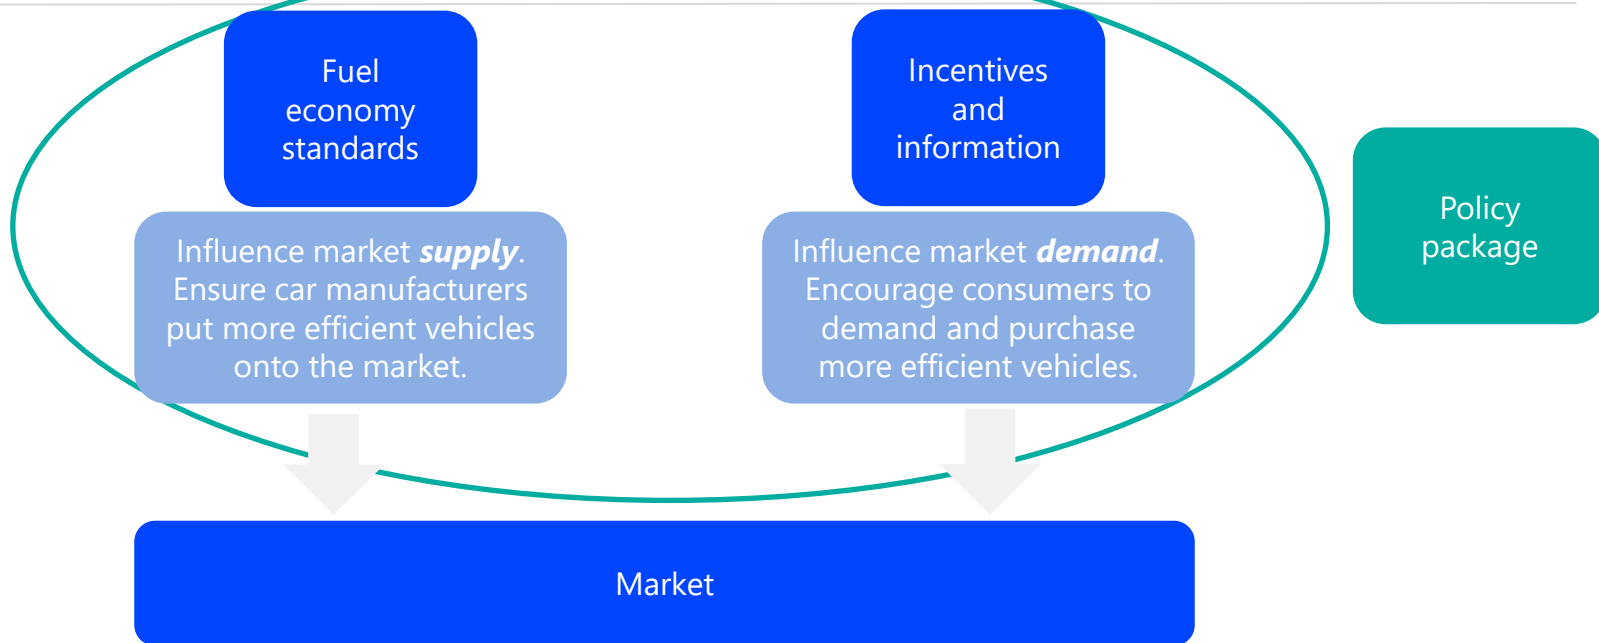 Fuel
economy
standards
Influence market supply.
Ensure car manufacturers
put more efficient vehicles
onto the market.
Incentives
and
information
Influence market demand.
Encourage consumers to
demand and purchase
more efficient vehicles.
Policy
package
Market